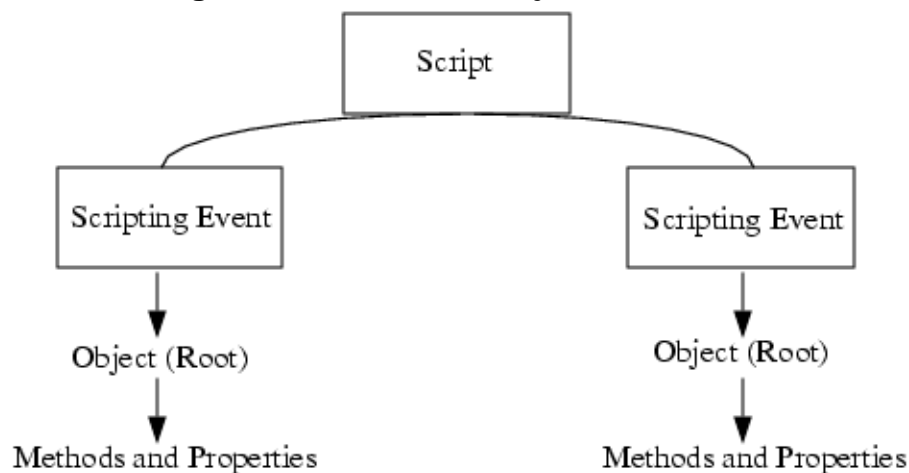 Script
Scripting Event
Scripting Event
Object (Root)
Object (Root)
Methods and Properties
Methods and Properties